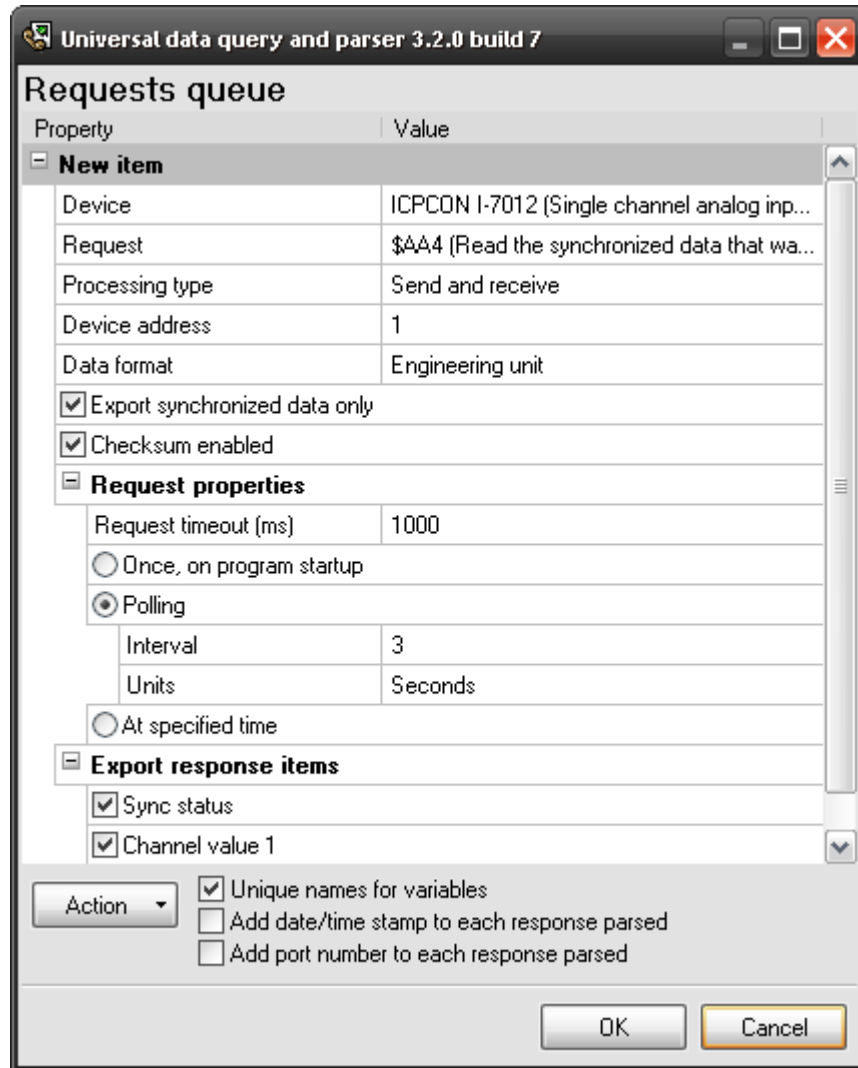 Universal data query and parser 3.2.0 build 7
Requests queue
Property Value
New item
Device ICPCON I-7012 (Single channel analog inp...
Request $AA4 (Read the synchronized data that wa...
Processing type Send and receive
Device address 1
Data format Engineering unit
Export synchronized data only
Checksum enabled
Request properties
Request timeout (ms) 1000
Once, on program startup
Polling
Interval 3
Units Seconds
At specified time
Export response items
Sync status
Channel value 1
Action
Unique names for variables
Add date/time stamp to each response parsed
Add port number to each response parsed
OK Cancel